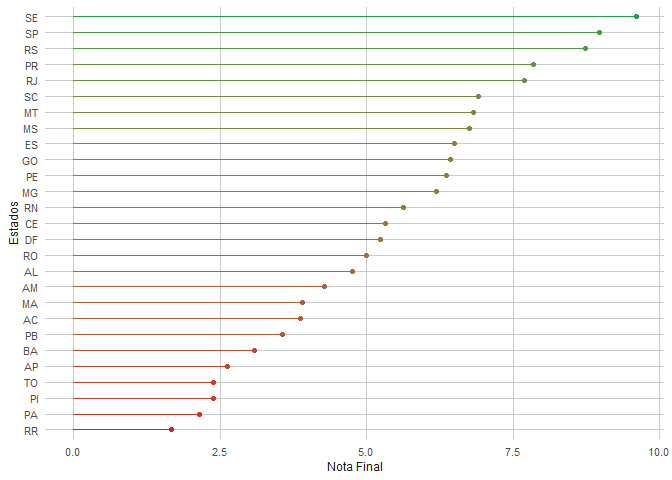 SE
SP
RS
PR
RJ
SC
MT
MS
ES
GO
PE
MG
RN
CE
DF
RO
AL
AM
MA
AC
PB
BA
AP
TO
PI
PA
RR
Estados
0.0 2.5 5.0 7.5 10.0
Nota Final